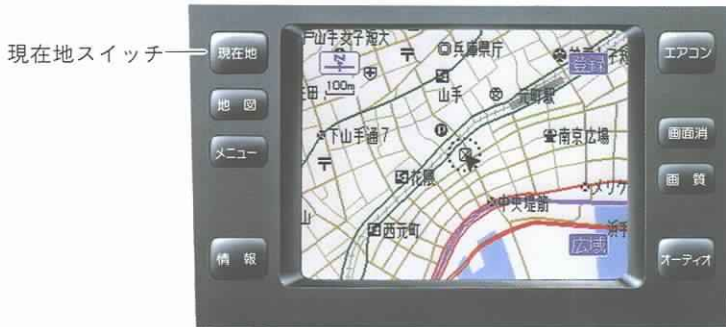 現在地スイッチ
現在地
地図
メニュー
情報
エアコン
画面消
画質
オーディオ
戸山手女子短大
兵庫県庁
登録
100m
山手
元町駅
下山手通7
南京広場
花隈
メリケ
中央堤筋
西元町
広域